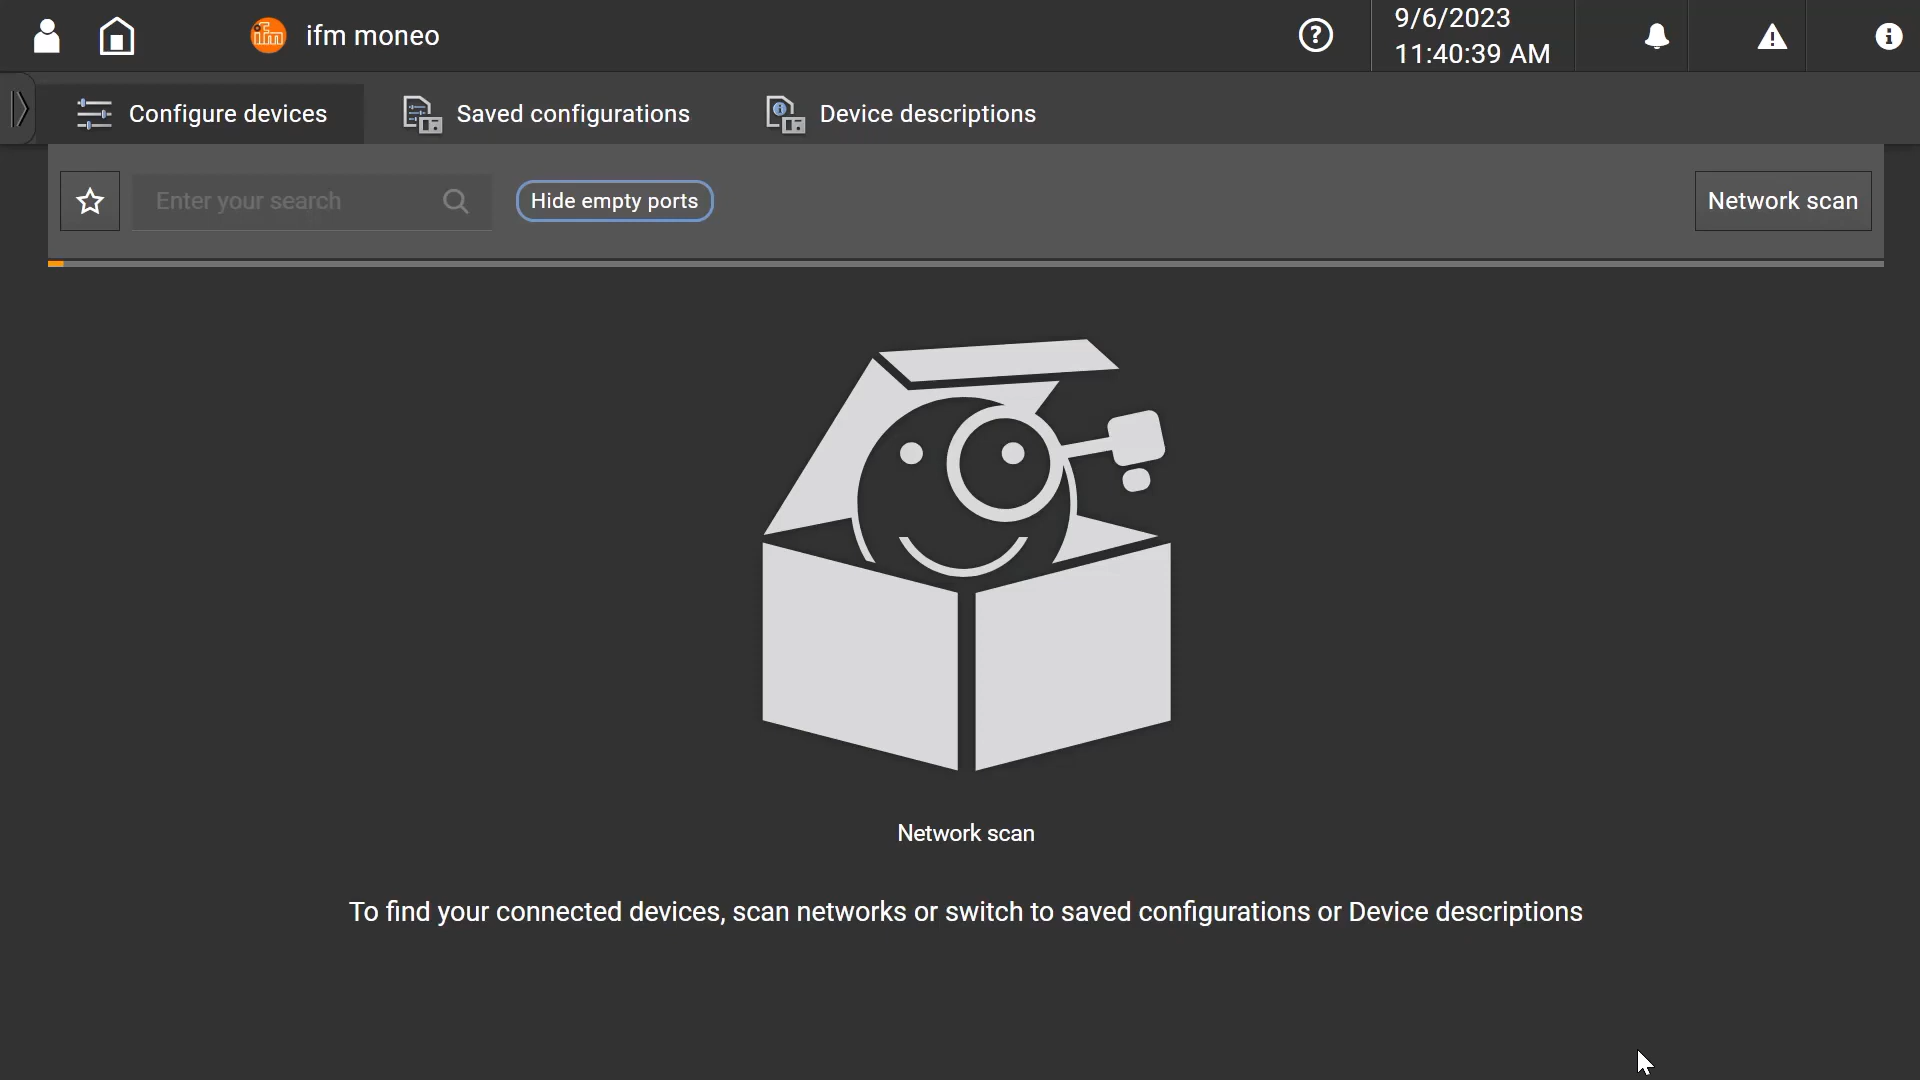 ifm ifm moneo
9/6/2023
11:40:39 AM
Configure devices
Saved configurations
Device descriptions
Enter your search
Hide empty ports
Network scan
Network scan
To find your connected devices, scan networks or switch to saved configurations or Device descriptions